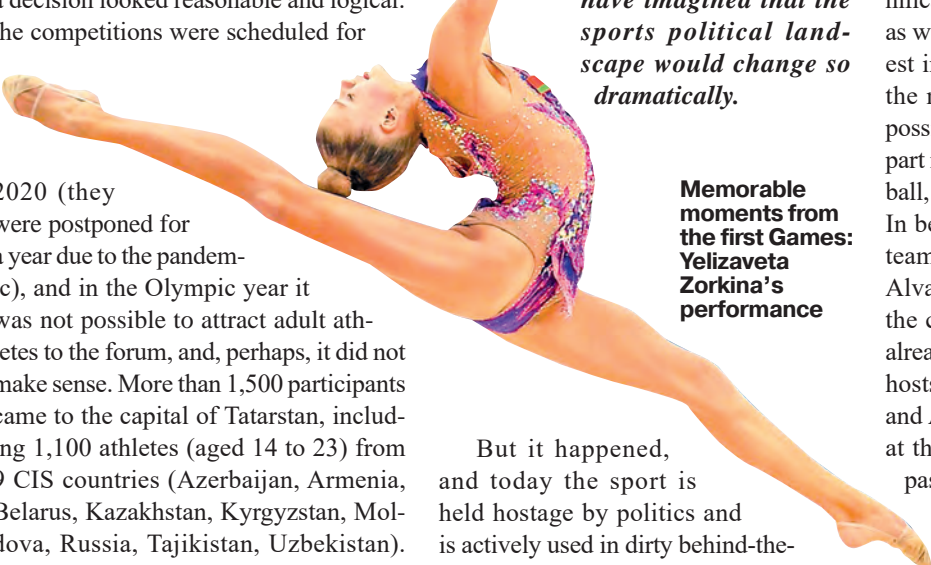 a decision looked reasonable and logical.
he competitions were scheduled for
2020 (they
were postponed for
a year due to the pandem-
ic), and in the Olympic year it
was not possible to attract adult ath-
letes to the forum, and, perhaps, it did not
make sense. More than 1,500 participants
came to the capital of Tatarstan, includ-
ing 1,100 athletes (aged 14 to 23) from
9 CIS countries (Azerbaijan, Armenia,
Belarus, Kazakhstan, Kyrgyzstan, Mol-
dova, Russia, Tajikistan, Uzbekistan).
have imagined that the
sports political land-
scape would change so
dramatically.
Memorable
moments from
the first Games:
Yelizaveta
Zorkina's
performance
But it happened,
and today the sport is
held hostage by politics and
is actively used in dirty behind-the-
as w
est i
the
poss
part
ball,
In be
team
Alva
the c
alrea
hosts
and A
at th
pas